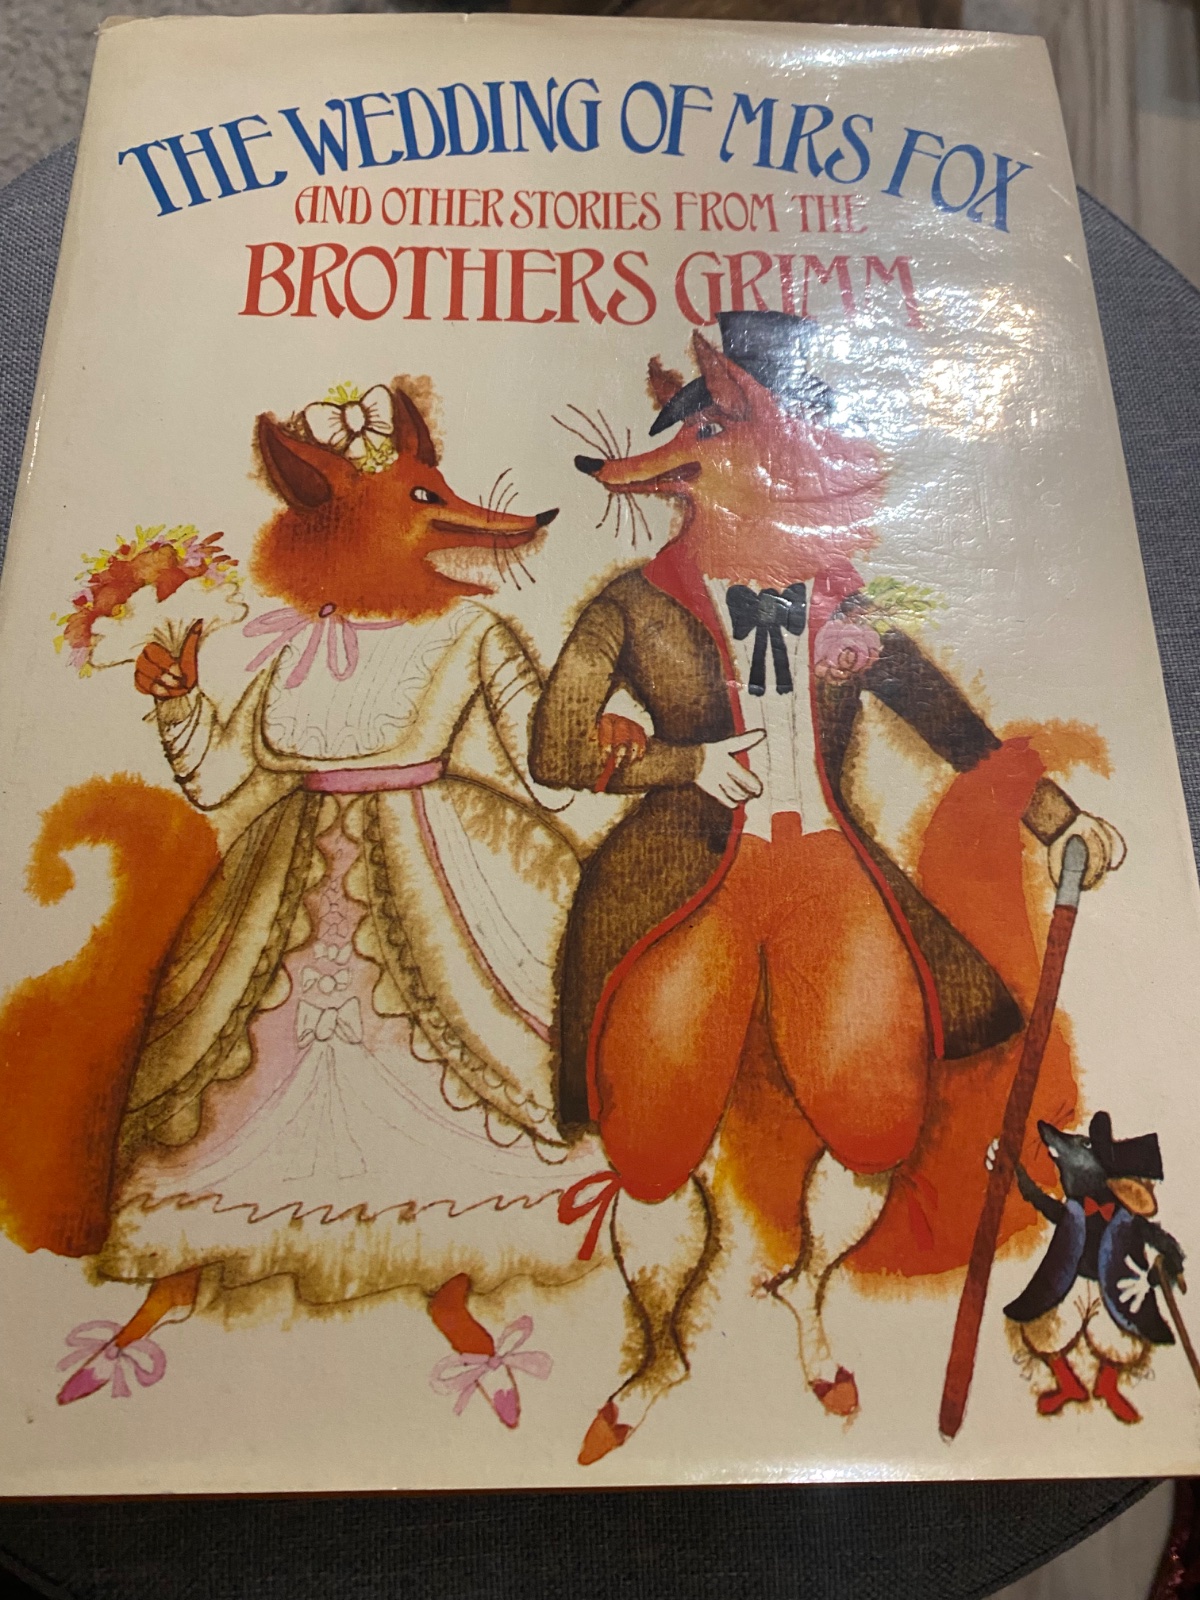 THE WEDDING OF MRS FOX
AND OTHER STORIES FROM THE
BROTHERS GRIMM